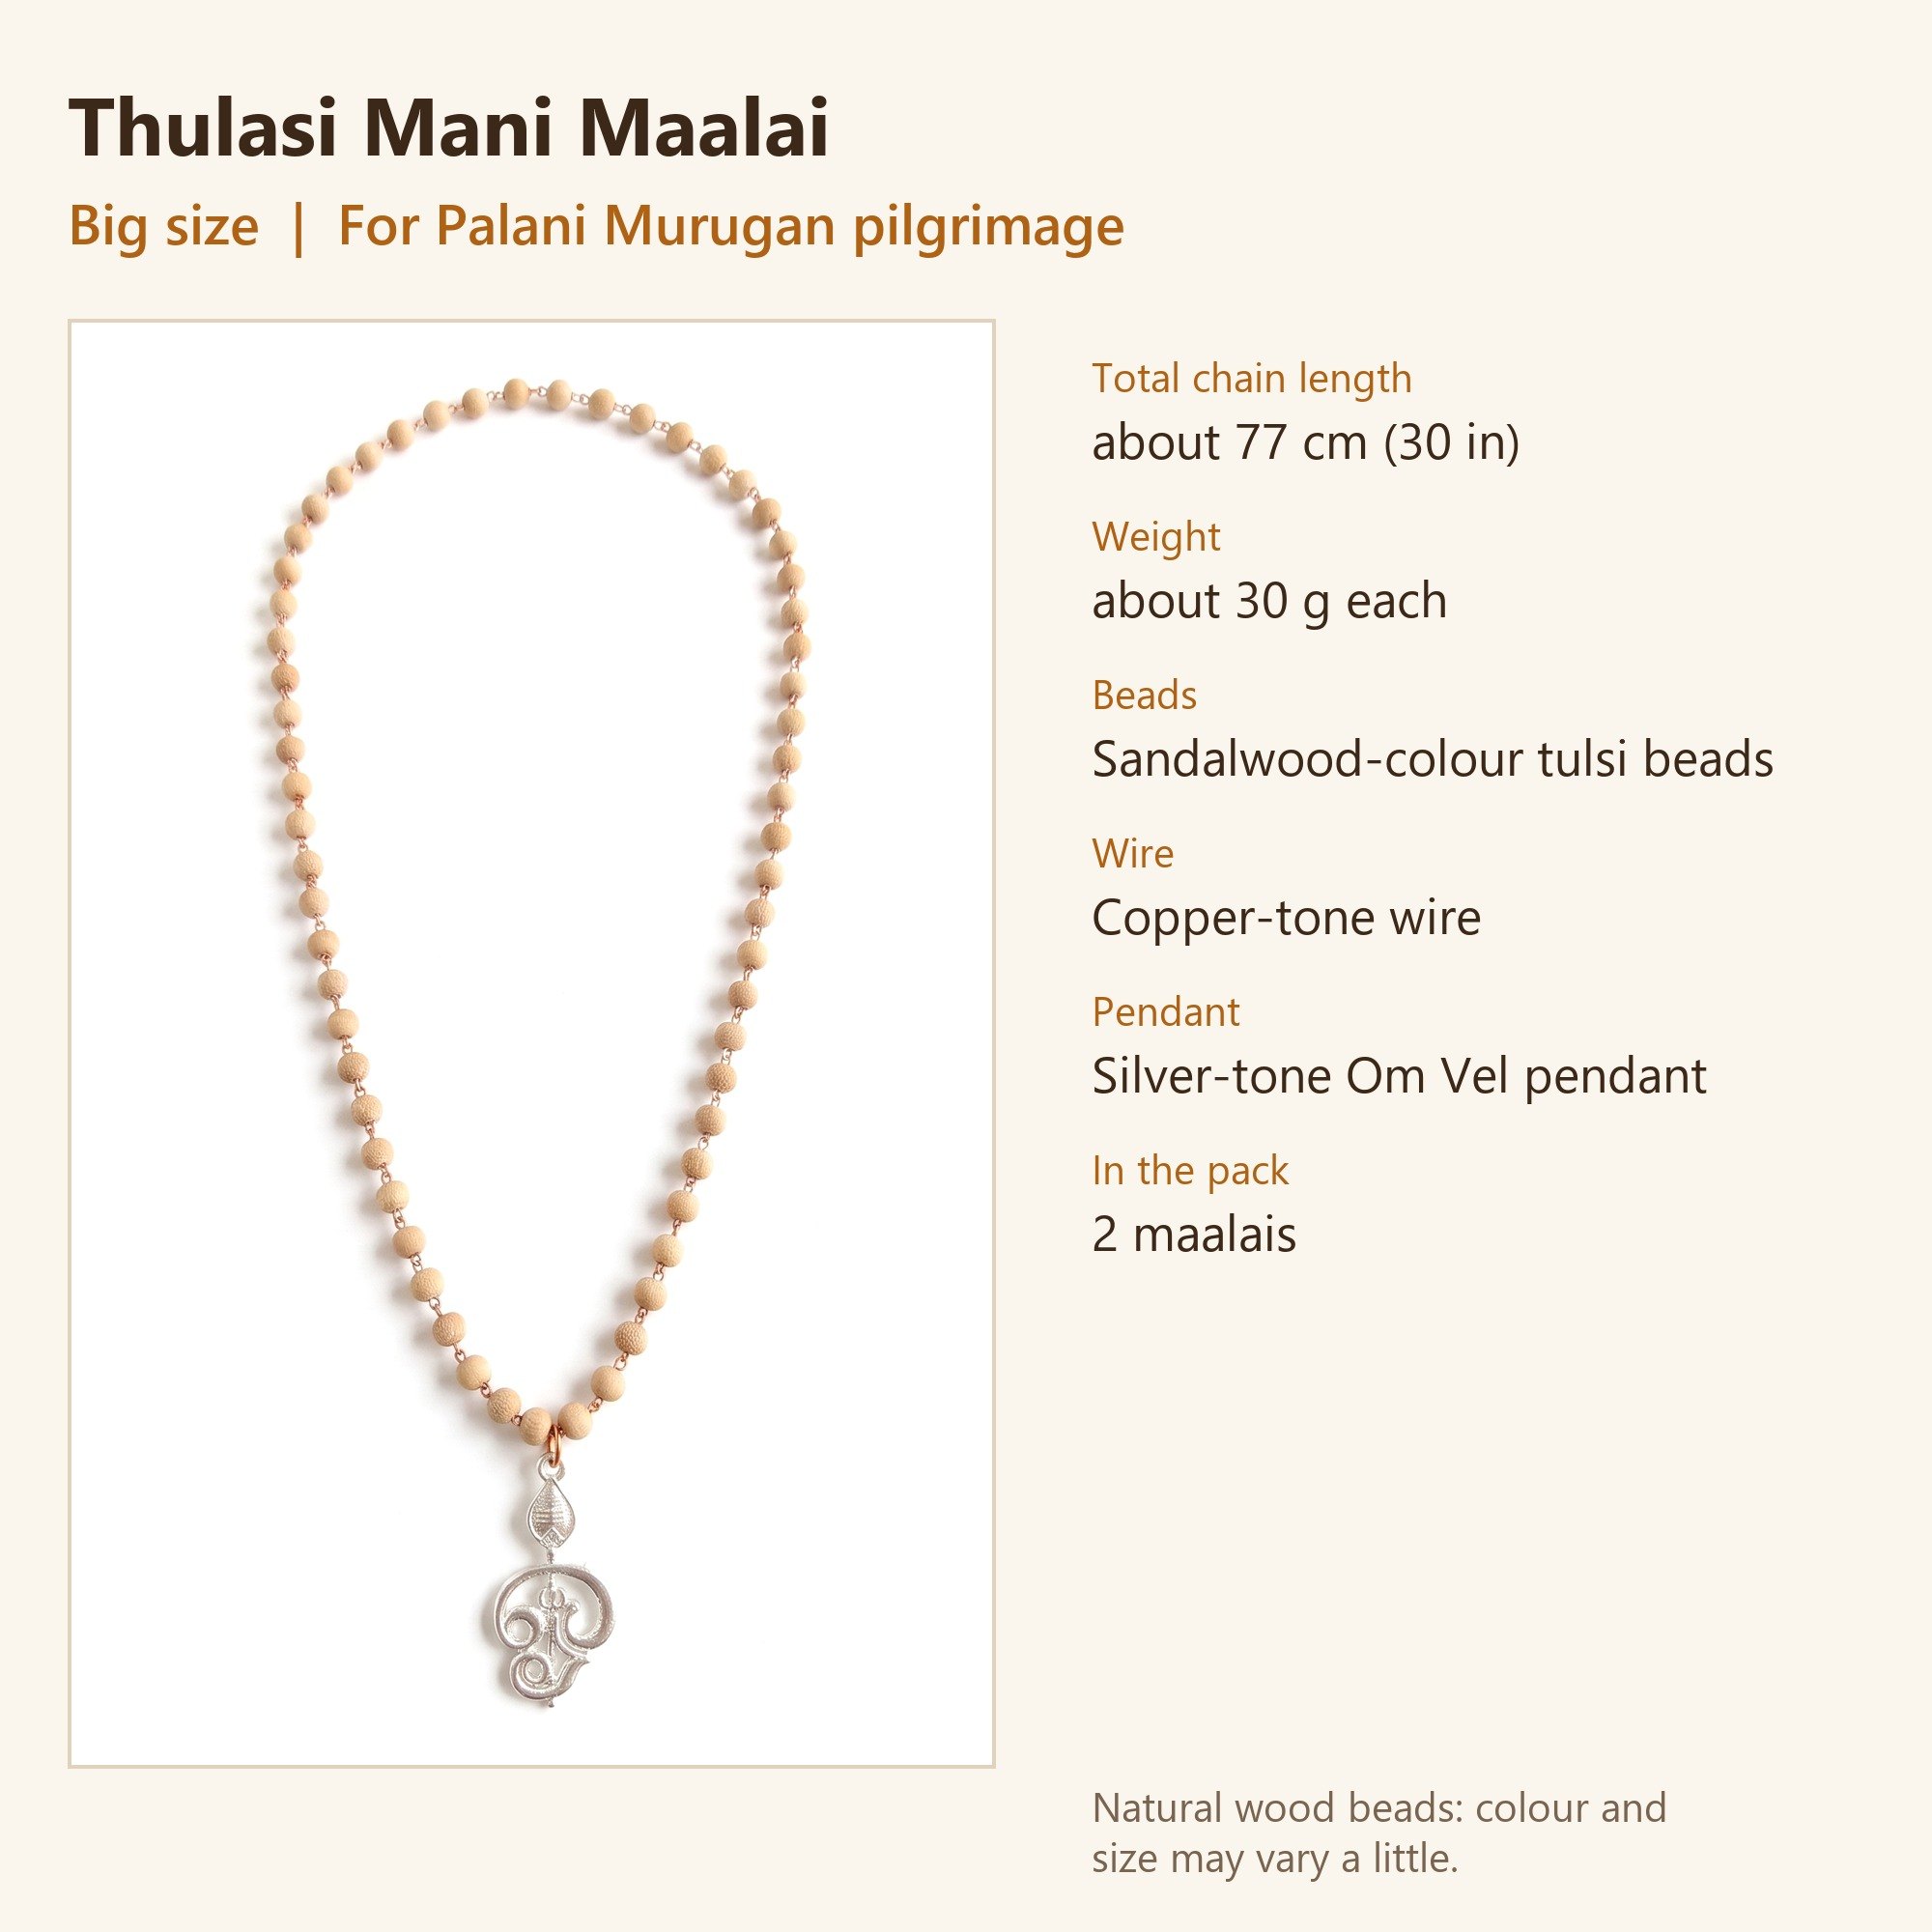 Thulasi Mani Maalai
Big size | For Palani Murugan pilgrimage
Total chain length
about 77 cm (30 in)
Weight
about 30 g each
Beads
Sandalwood-colour tulsi beads
Wire
Copper-tone wire
Pendant
Silver-tone Om Vel pendant
In the pack
2 maalais
Natural wood beads: colour and
size may vary a little.